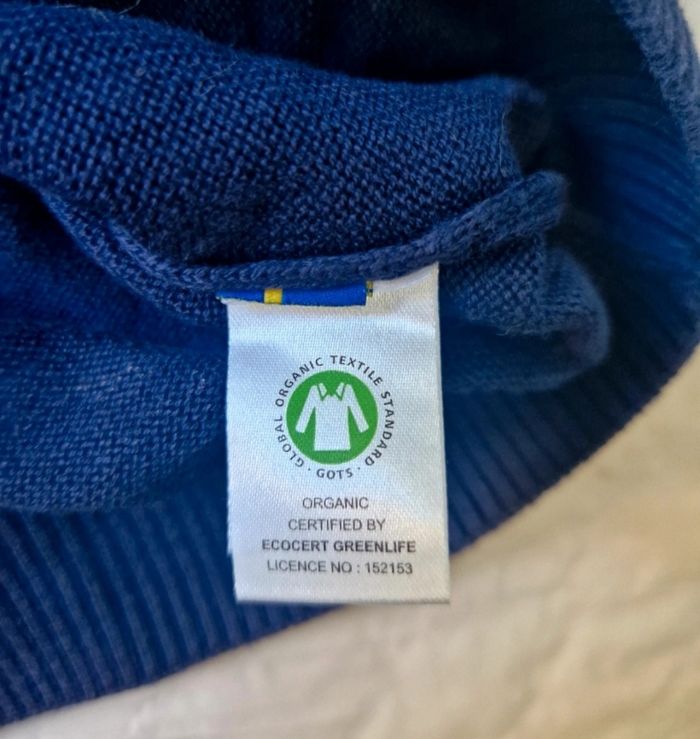 GLOBAL ORGANIC TEXTILE STANDARD · GOTS ·
ORGANIC
CERTIFIED BY
ECOCERT GREENLIFE
LICENCE NO : 152153